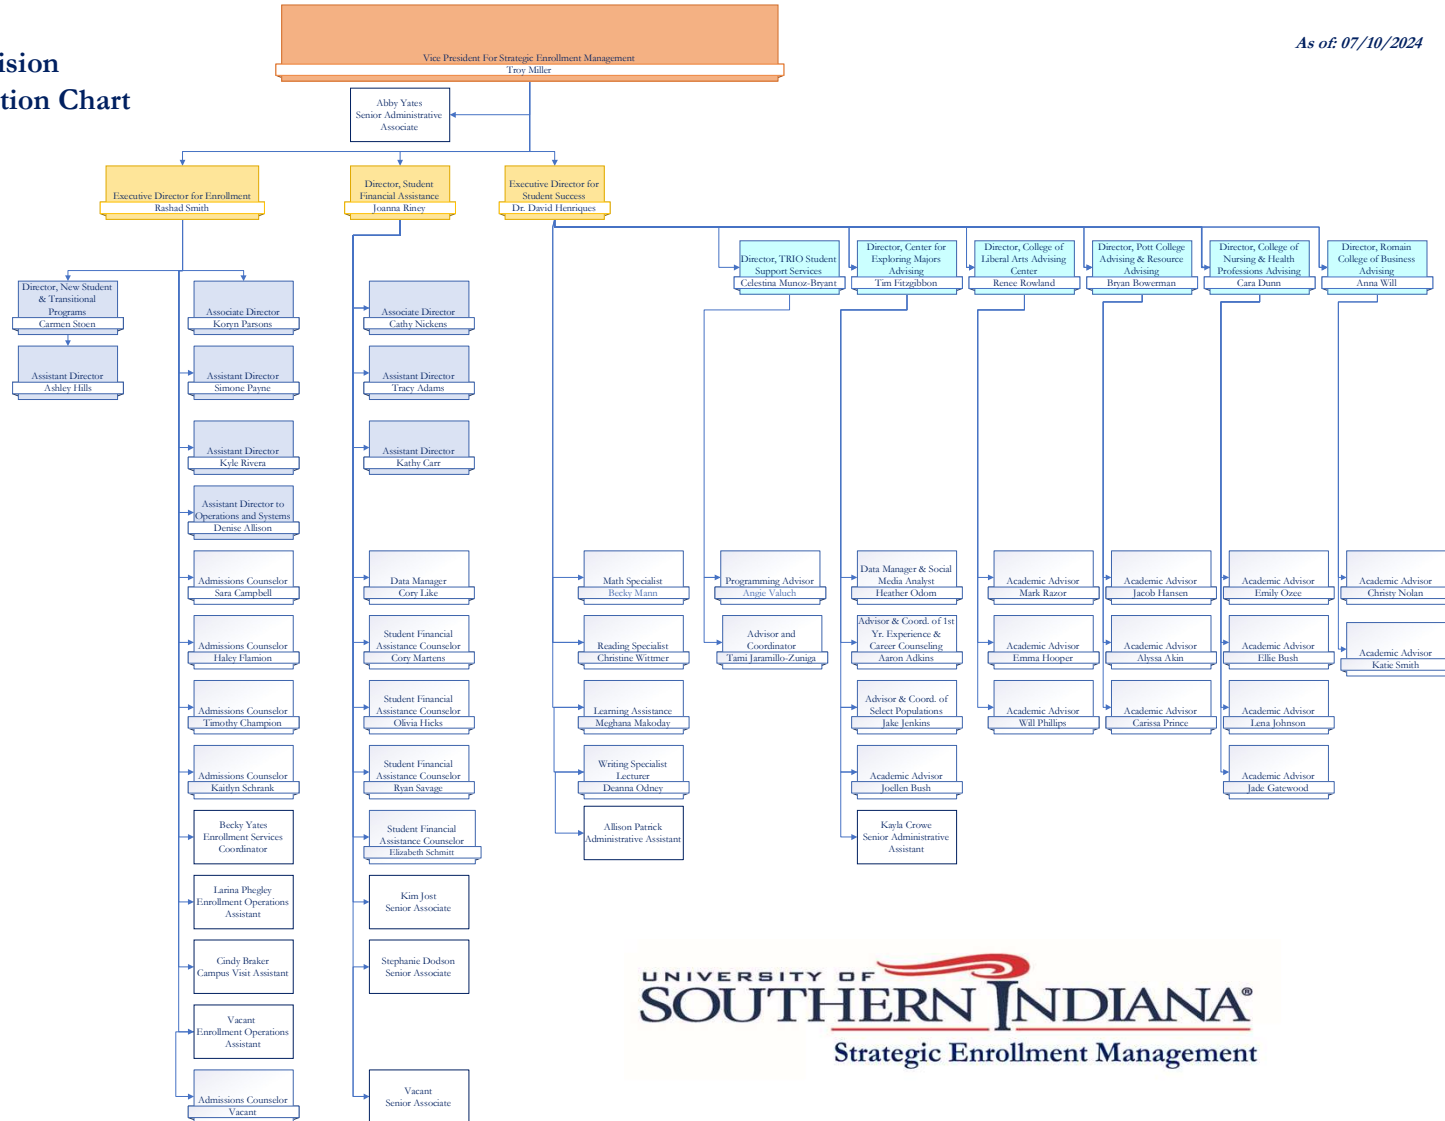 ision
tion Chart
As of: 07/10/2024
Vice President For Strategic Enrollment Management
Troy Miller
Abby Yates
Senior Administrative
Associate
Executive Director for Enrollment
Rashad Smith
Director, Student
Financial Assistance
Joanna Riney
Executive Director for
Student Success
Dr. David Henriques
Director, TRIO Student
Support Services
Celestina Munoz-Bryant
Director, Center for
Exploring Majors
Advising
Tim Fitzgibbon
Director, College of
Liberal Arts Advising
Center
Renee Rowland
Director, Pott College
Advising & Resource
Advising
Bryan Bowerman
Director, College of
Nursing & Health
Professions Advising
Cara Dunn
Director, Romain
College of Business
Advising
Anna Will
Director, New Student
& Transitional
Programs
Carmen Stoen
Assistant Director
Ashley Hills
Associate Director
Koryn Parsons
Assistant Director
Simone Payne
Assistant Director
Kyle Rivera
Assistant Director to
Operations and Systems
Denise Allison
Admissions Counselor
Sara Campbell
Admissions Counselor
Haley Flamion
Admissions Counselor
Timothy Champion
Admissions Counselor
Kaitlyn Schrank
Becky Yates
Enrollment Services
Coordinator
Larina Phegley
Enrollment Operations
Assistant
Cindy Braker
Campus Visit Assistant
Vacant
Enrollment Operations
Assistant
Admissions Counselor
Vacant
Associate Director
Cathy Nickens
Assistant Director
Tracy Adams
Assistant Director
Kathy Carr
Data Manager
Cory Like
Student Financial
Assistance Counselor
Cory Martens
Student Financial
Assistance Counselor
Olivia Hicks
Student Financial
Assistance Counselor
Ryan Savage
Student Financial
Assistance Counselor
Elizabeth Schmitt
Kim Jost
Senior Associate
Stephanie Dodson
Senior Associate
Vacant
Senior Associate
Math Specialist
Becky Mann
Reading Specialist
Christine Wittmer
Learning Assistance
Meghana Makoday
Writing Specialist
Lecturer
Deanna Odney
Allison Patrick
Administrative Assistant
Programming Advisor
Angie Valuch
Advisor and
Coordinator
Tami Jaramillo-Zuniga
Data Manager & Social
Media Analyst
Heather Odom
Advisor & Coord. of 1st
Yr. Experience &
Career Counseling
Aaron Adkins
Advisor & Coord. of
Select Populations
Jake Jenkins
Academic Advisor
Joellen Bush
Kayla Crowe
Senior Administrative
Assistant
Academic Advisor
Mark Razor
Academic Advisor
Emma Hooper
Academic Advisor
Will Phillips
Academic Advisor
Jacob Hansen
Academic Advisor
Alyssa Akin
Academic Advisor
Carissa Prince
Academic Advisor
Emily Ozee
Academic Advisor
Ellie Bush
Academic Advisor
Lena Johnson
Academic Advisor
Jade Gatewood
Academic Advisor
Christy Nolan
Academic Advisor
Katie Smith
UNIVERSITY OF
SOUTHERN INDIANA®
Strategic Enrollment Management